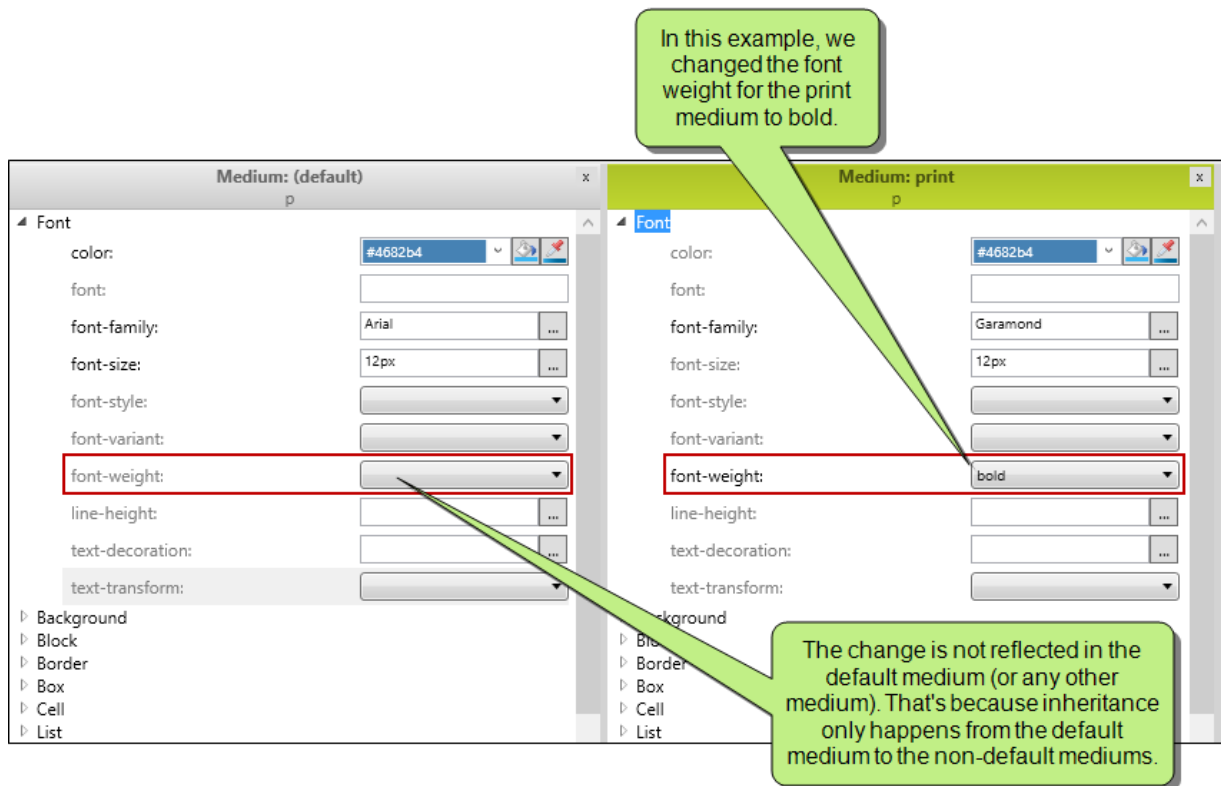 In this example, we
changed the font
weight for the print
medium to bold.
Medium: (default)
x
p
Font
color:
#4682b4
font:
font-family:
Arial
...
font-size:
12px
...
font-style:
font-variant:
font-weight:
line-height:
...
text-decoration:
...
text-transform:
Background
Block
Border
Box
Cell
List
Medium: print
x
p
Font
color:
#4682b4
font:
font-family:
Garamond
...
font-size:
12px
...
font-style:
font-variant:
font-weight:
bold
line-height:
...
text-decoration:
...
text-transform:
kground
Border
Box
Cell
List
The change is not reflected in the
default medium (or any other
medium). That's because inheritance
only happens from the default
medium to the non-default mediums.